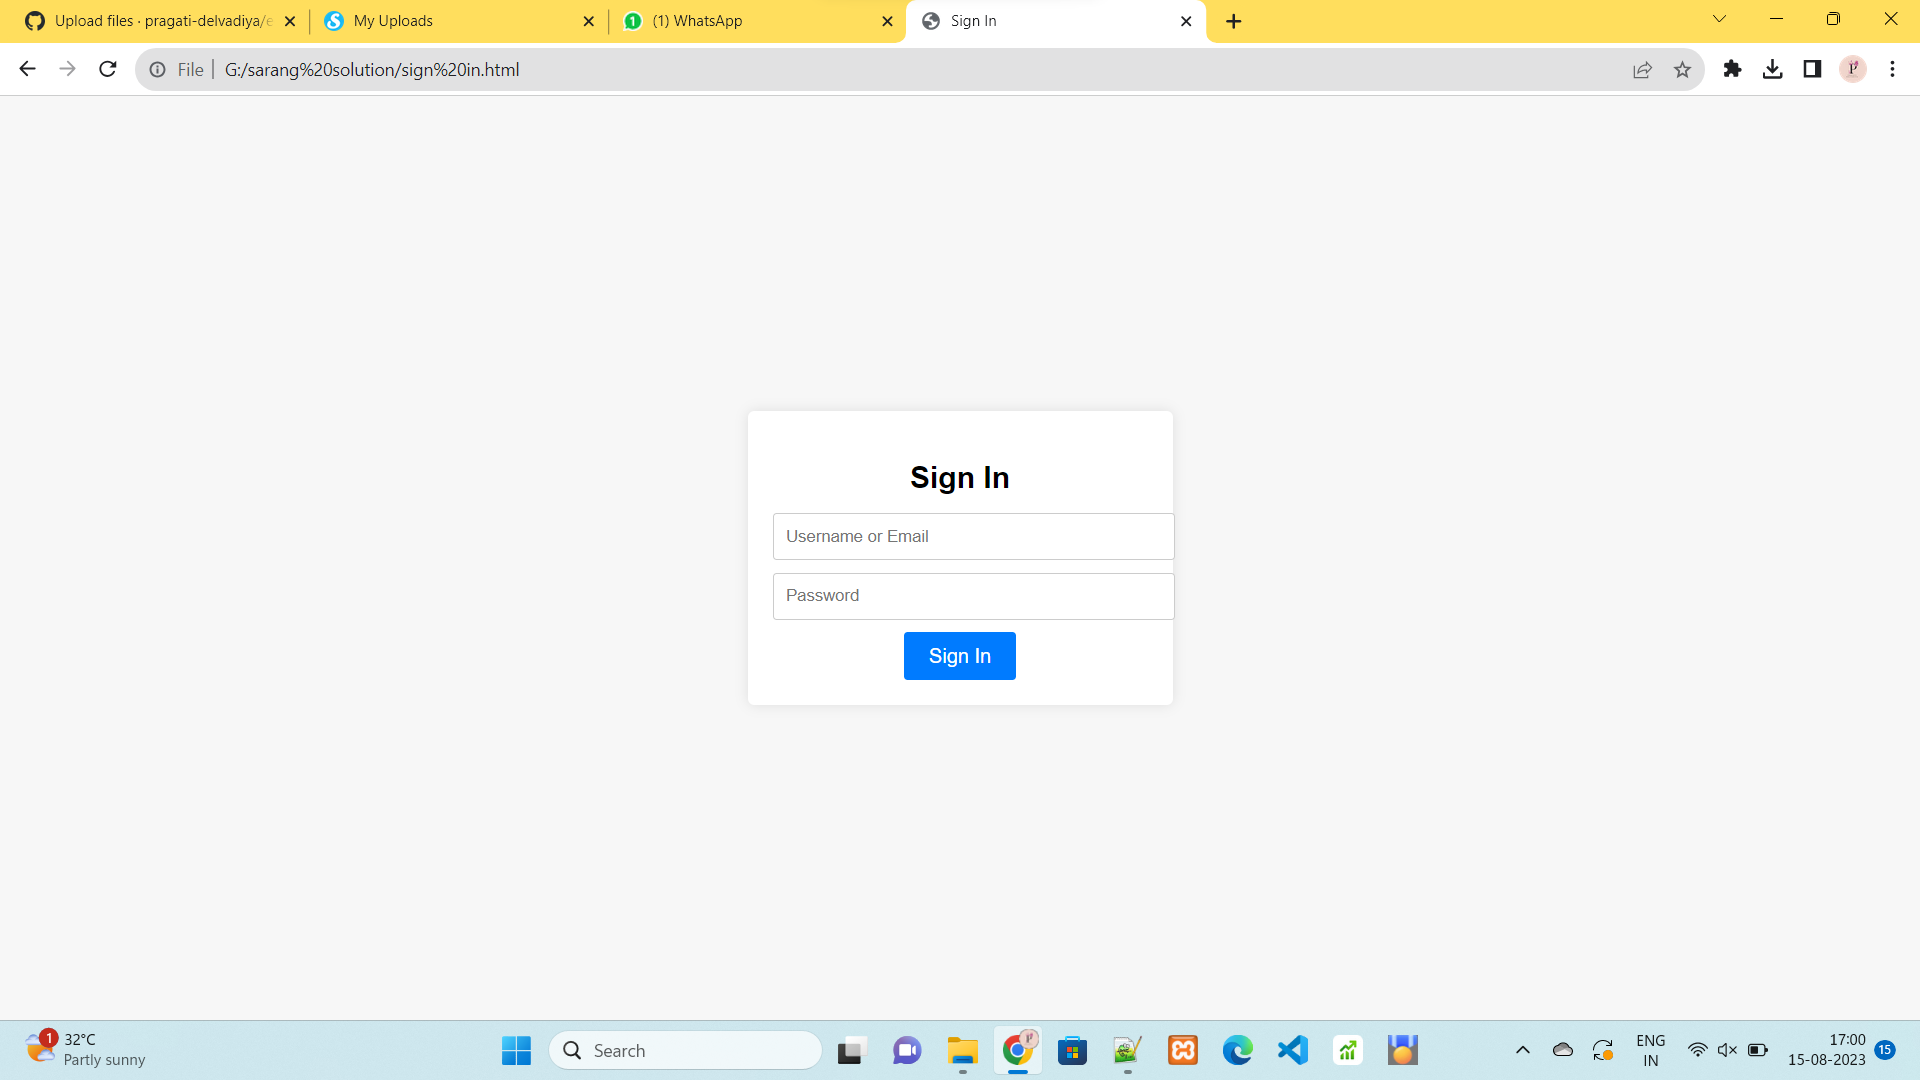 Upload files · pragati-delvadiya/e
My Uploads
(1) WhatsApp
Sign In
File
G:/sarang%20solution/sign%20in.html
Sign In
Username or Email
Password
Sign In
1
32°C
Partly sunny
Search
ENG
IN
17:00
15-08-2023
15